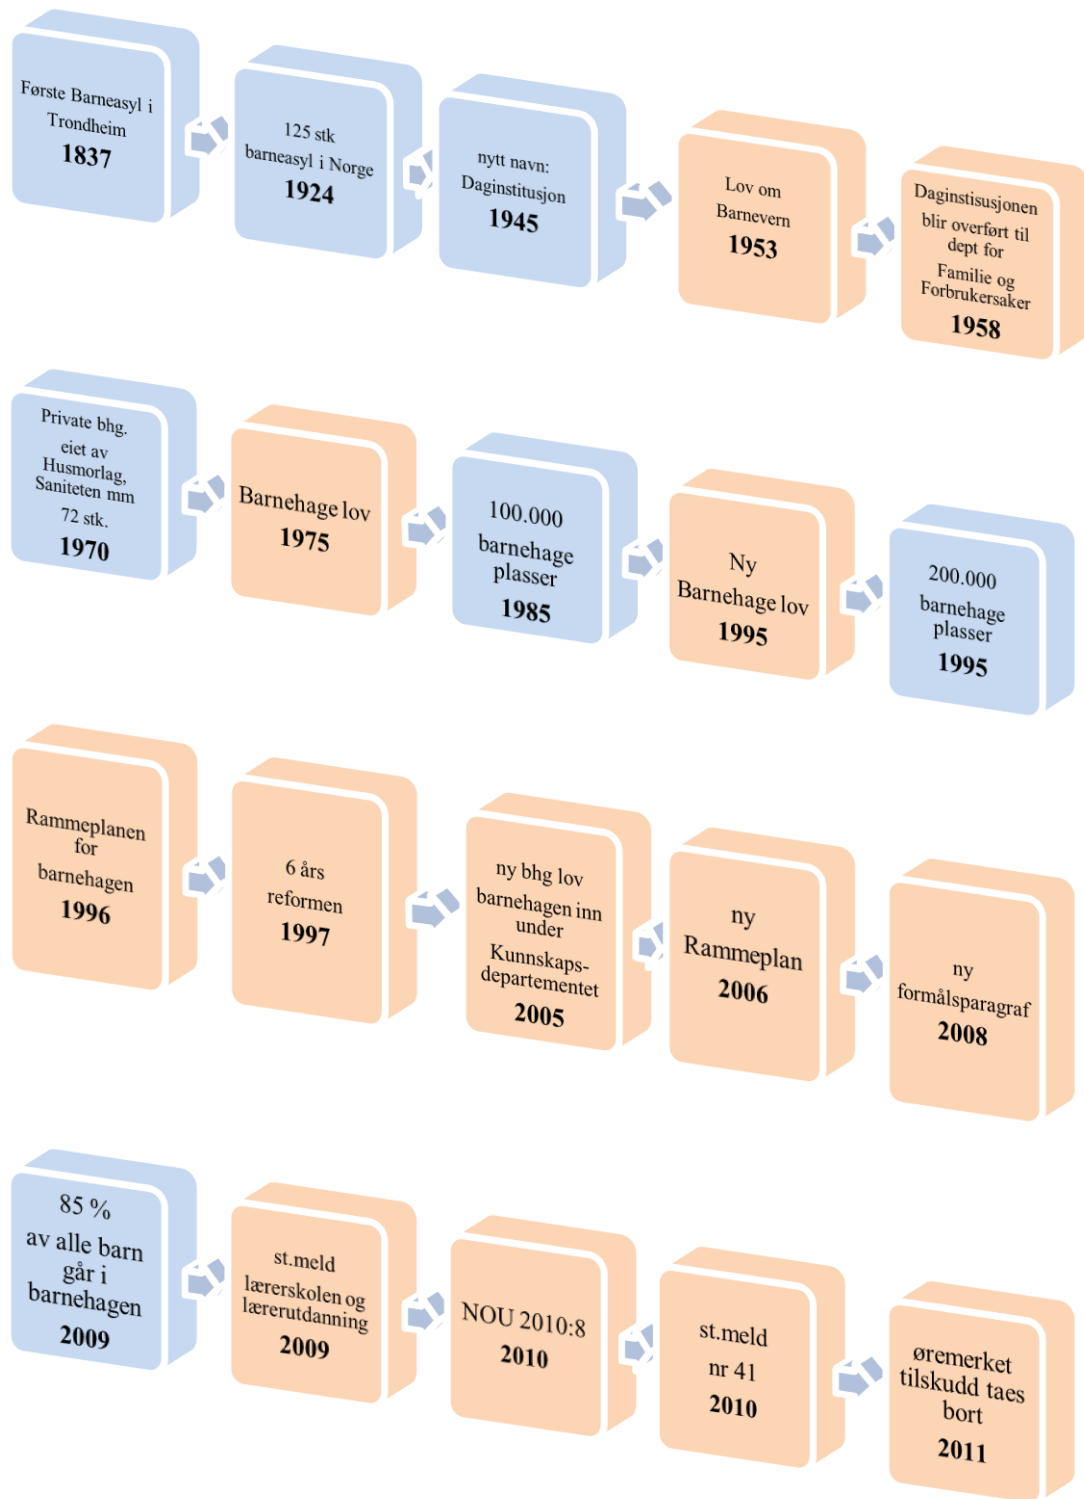 Første Barneasyl i
Trondheim
1837
125 stk
barneasyl i Norge
1924
nytt navn:
Daginstitusjon
1945
Lov om
Barnevern
1953
Daginstisusjonen
blir overført til
dept for
Familie og
Forbrukersaker
1958
Private bhg.
eiet av
Husmorlag,
Saniteten mm
72 stk.
1970
Barnehage lov
1975
100.000
barnehage
plasser
1985
Ny
Barnehage lov
1995
200.000
barnehage
plasser
1995
Rammeplanen
for
barnehagen
1996
6 års
reformen
1997
ny bhg lov
barnehagen inn
under
Kunnskaps-
departementet
2005
ny
Rammeplan
2006
ny
formålsparagraf
2008
85 %
av alle barn
går i
barnehagen
2009
st.meld
lærerskolen og
lærerutdanning
2009
NOU 2010:8
2010
st.meld
nr 41
2010
øremerket
tilskudd taes
bort
2011